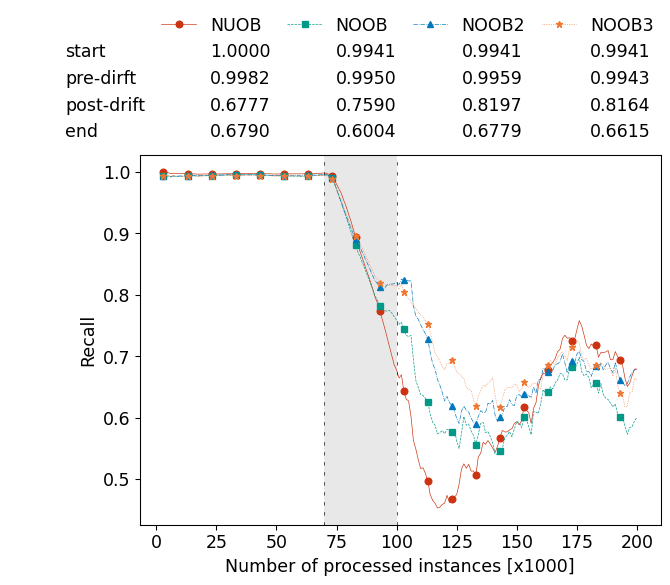 NUOB NOOB NOOB2 NOOB3
start 1.0000 0.9941 0.9941 0.9941
pre-dirft 0.9982 0.9950 0.9959 0.9943
post-drift 0.6777 0.7590 0.8197 0.8164
end 0.6790 0.6004 0.6779 0.6615
1.0
0.9
0.8
0.7
0.6
0.5
Recall
0 25 50 75 100 125 150 175 200
Number of processed instances [x1000]